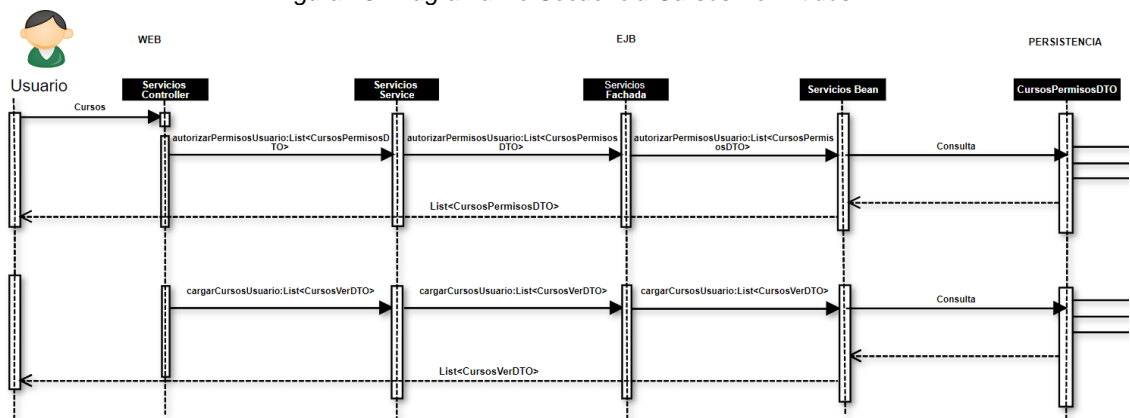 WEB
EJB
PERSISTENCIA
Usuario
Servicios
Controller
Servicios
Service
Servicios
Fachada
Servicios Bean
CursosPermisosDTO
Cursos
autorizarPermisosUsuario:List<CursosPermisosD
TO>
autorizarPermisosUsuario:List<CursosPermisos
DTO>
autorizarPermisosUsuario:List<CursosPermis
osDTO>
Consulta
List<CursosPermisosDTO>
cargarCursosUsuario:List<CursosVerDTO>
cargarCursosUsuario:List<CursosVerDTO>
cargarCursosUsuario:List<CursosVerDTO>
Consulta
List<CursosVerDTO>